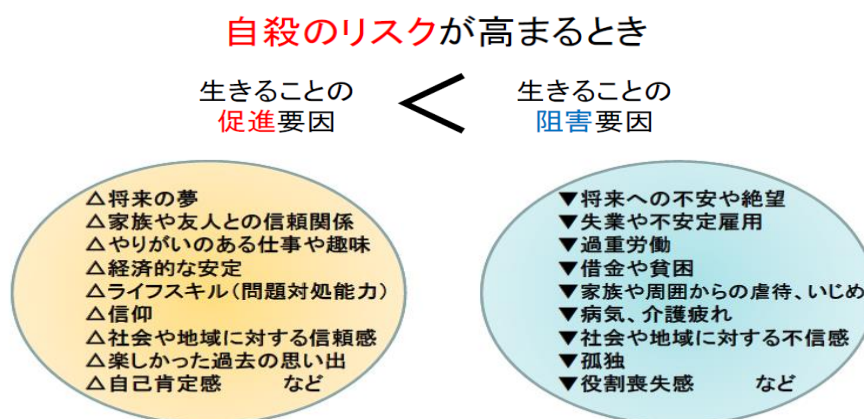 自殺のリスクが高まるとき
生きることの
促進要因
＜
生きることの
阻害要因
△将来の夢
△家族や友人との信頼関係
△やりがいのある仕事や趣味
△経済的な安定
△ライフスキル（問題対処能力）
△信仰
△社会や地域に対する信頼感
△楽しかった過去の思い出
△自己肯定感　　など
▼将来への不安や絶望
▼失業や不安定雇用
▼過重労働
▼借金や貧困
▼家族や周囲からの虐待、いじめ
▼病気、介護疲れ
▼社会や地域に対する不信感
▼孤独
▼役割喪失感　　など